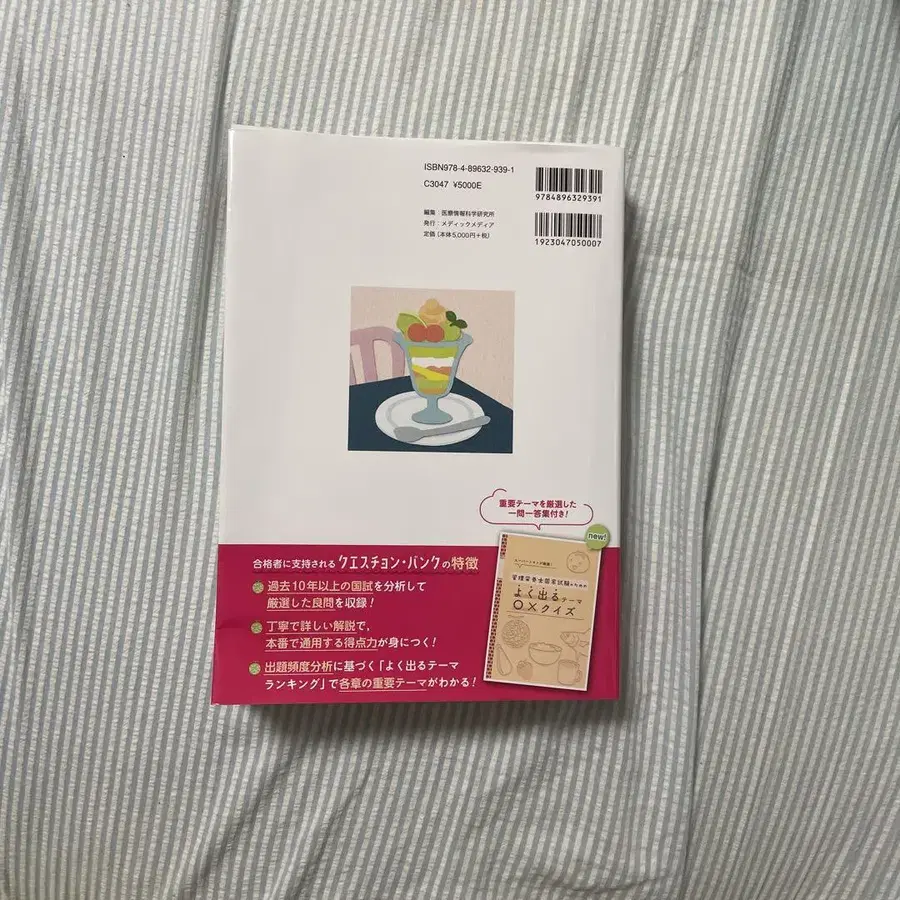 ISBN978-4-89632-939-1
C3047 ¥5000E
編集:医療情報科学研究所
発行:メディックメディア
定価(本体5,000円+税)
9784896329391
1923047050007
重要テーマを厳選した
一問一答集付き!
new!
管理栄養士国家試験のための
よく出るテーマ
○×クイズ
合格者に支持されるクエスチョン・バンクの特徴
過去10年以上の国試を分析して
厳選した良問を収録!
丁寧で詳しい解説で、
本番で通用する得点力が身につく!
出題頻度分析に基づく「よく出るテーマ
ランキング」で各章の重要テーマがわかる!